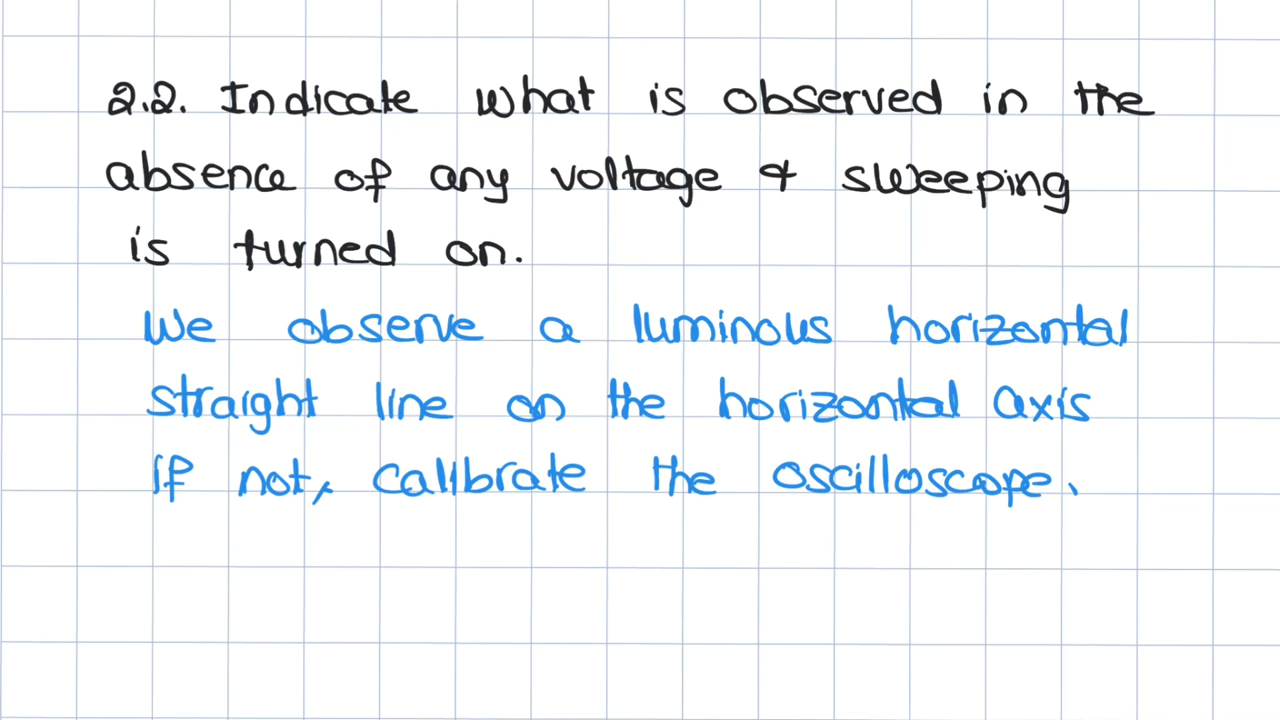 2.2. Indicate what is observed in the
absence of any voltage & sweeping
is turned on.
We observe a luminous horizontal
straight line on the horizontal axis
if not, calibrate the oscilloscope.